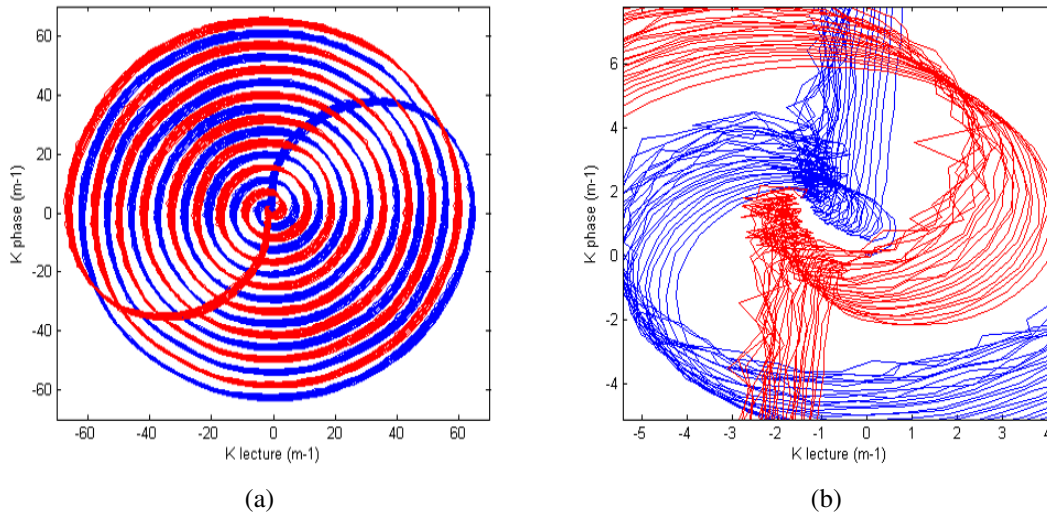 60
40
20
0
-20
-40
-60
K phase (m-1)
-60 -40 -20 0 20 40 60
K lecture (m-1)
(a)
6
4
2
0
-2
-4
K phase (m-1)
-5 -4 -3 -2 -1 0 1 2 3 4
K lecture (m-1)
(b)